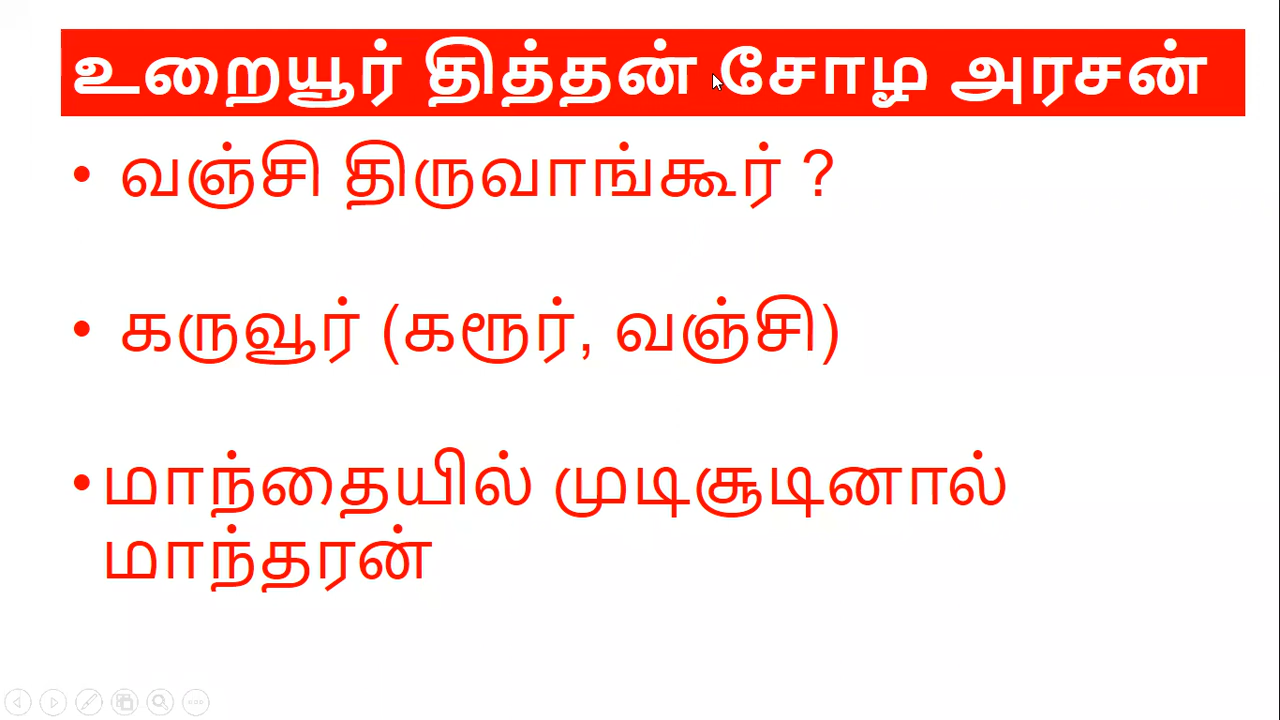 உறையூர் தித்தன் சோழ அரசன்
• வஞ்சி திருவாங்கூர் ?
• கருவூர் (கரூர், வஞ்சி)
• மாந்தையில் முடிசூடினால்
மாந்தரன்